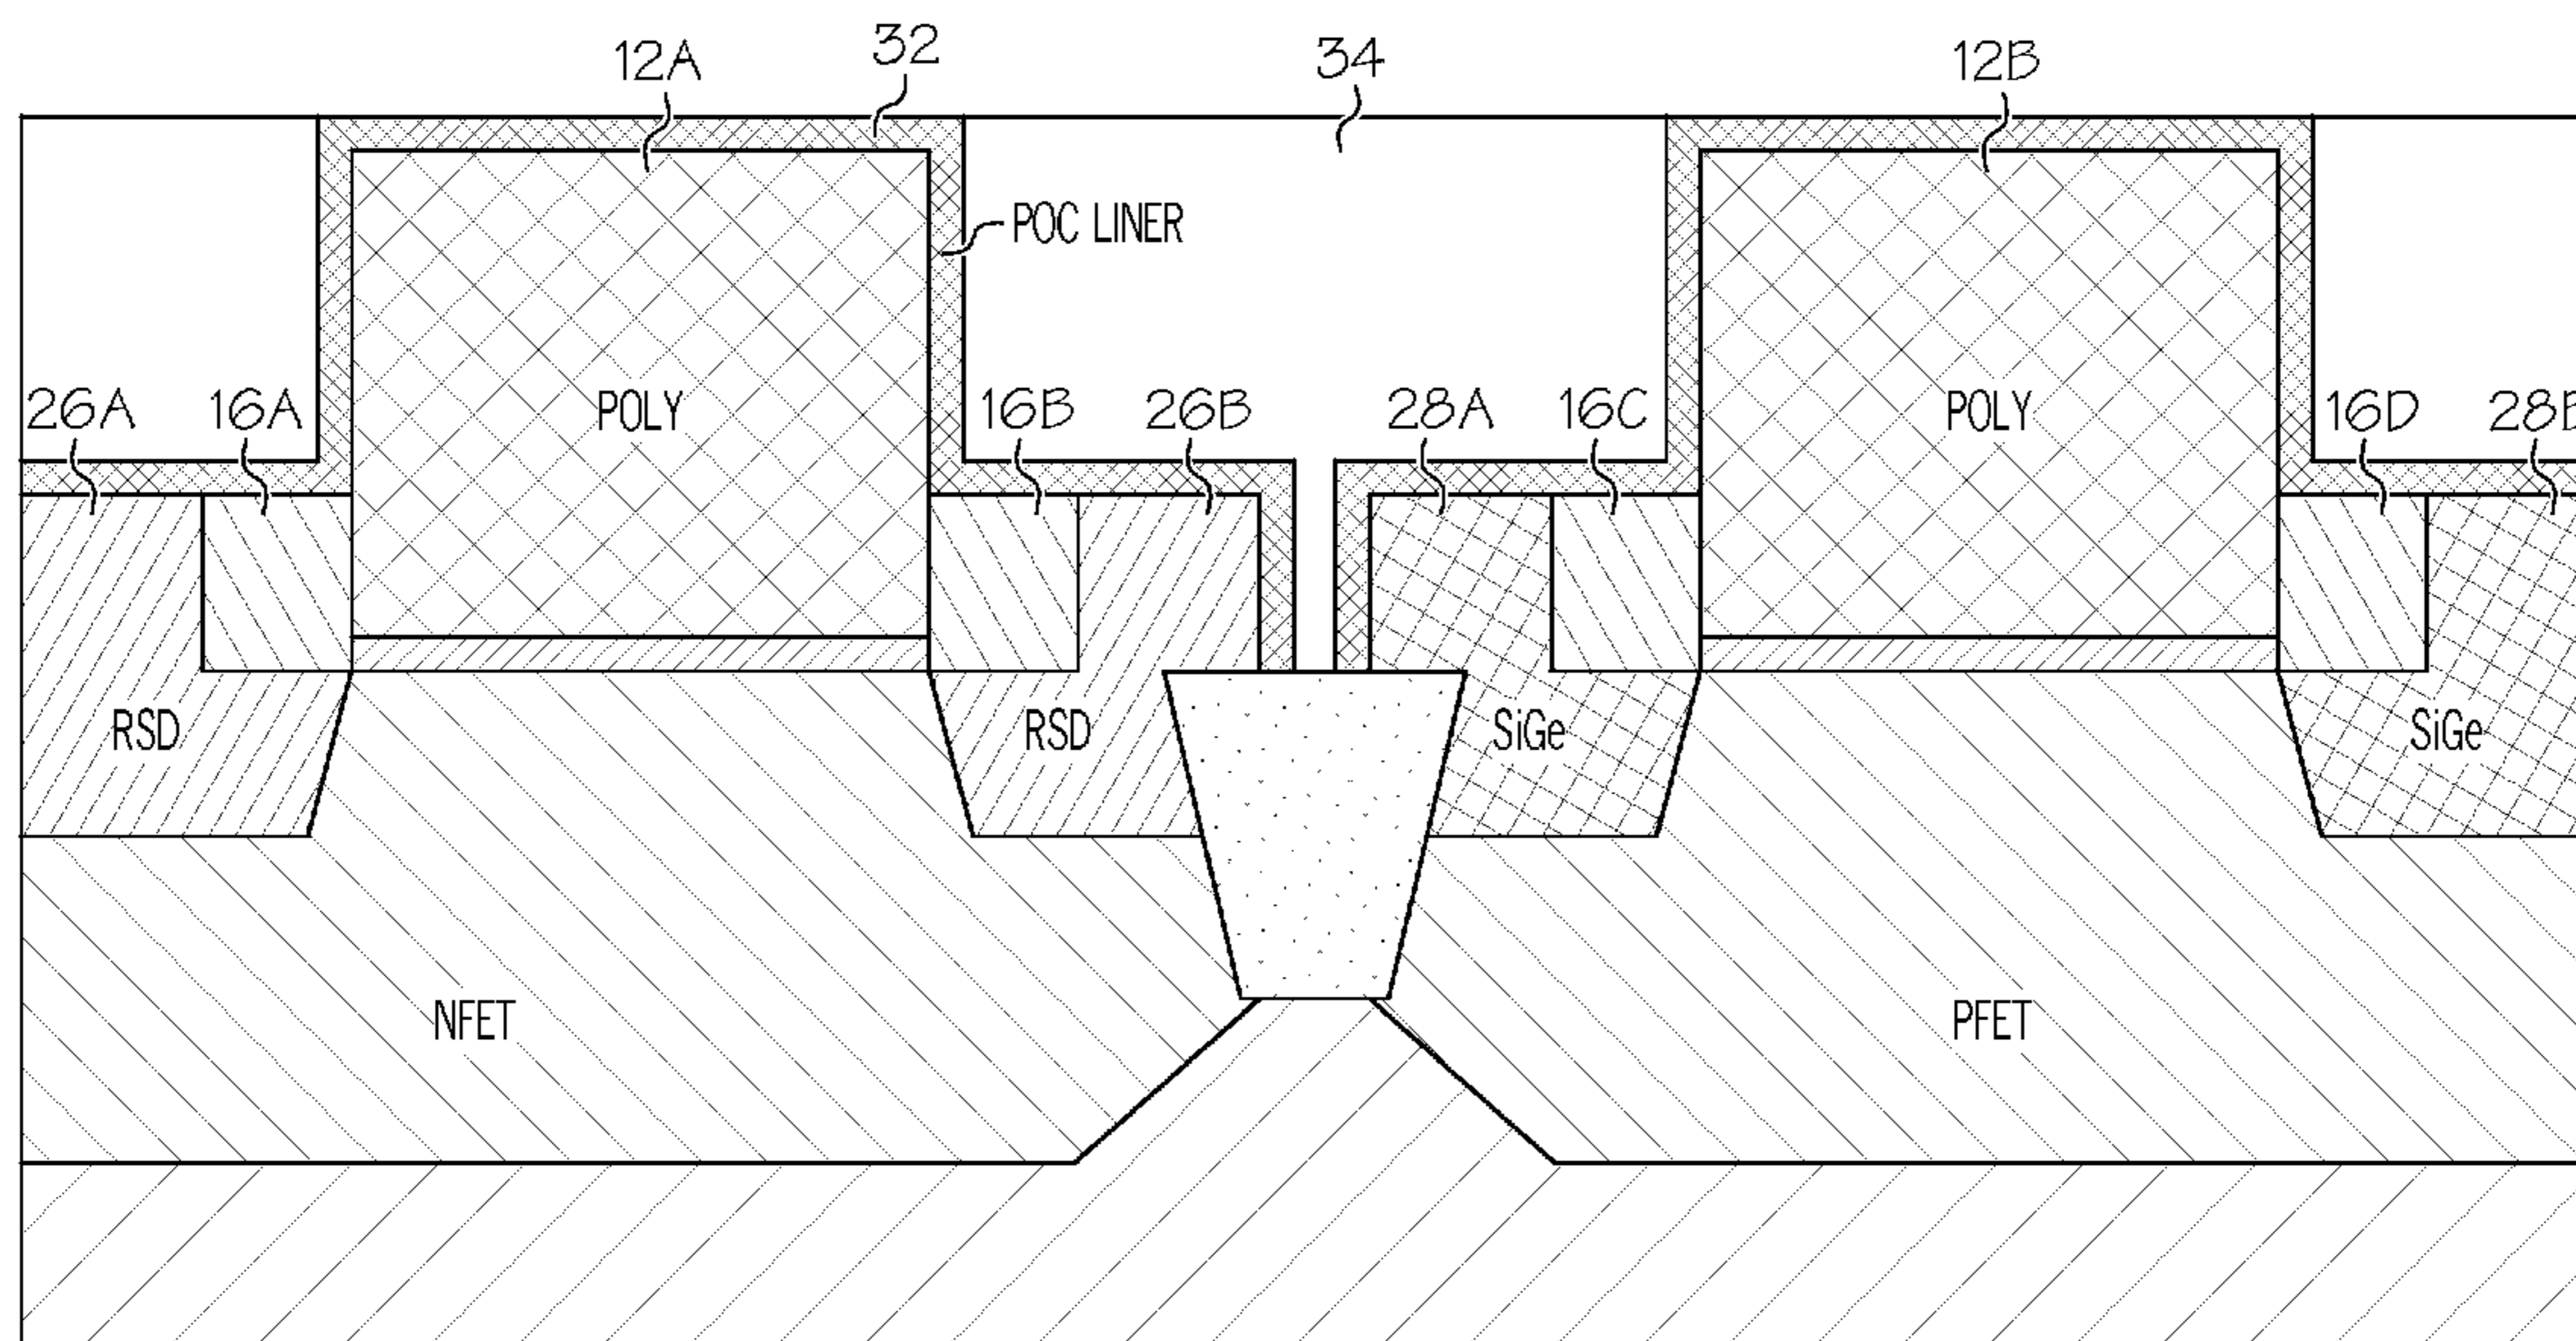 12A 32 34 12B
POC LINER
26A 16A POLY 16B 26B 28A 16C POLY 16D 28B
RSD RSD SiGe SiGe
NFET PFET